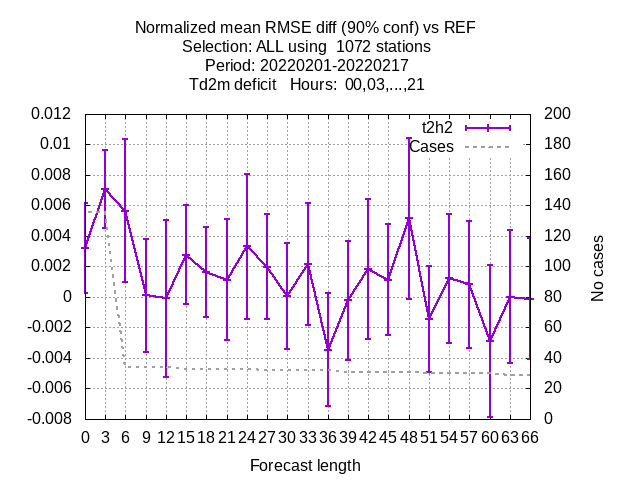 Normalized mean RMSE diff (90% conf) vs REF
Selection: ALL using  1072 stations
Period: 20220201-20220217
Td2m deficit   Hours:  00,03,...,21
t2h2
Cases
0.012
0.01
0.008
0.006
0.004
0.002
0
-0.002
-0.004
-0.006
-0.008
200
180
160
140
120
100
80
60
40
20
0
No cases
0 3 6 9 12 15 18 21 24 27 30 33 36 39 42 45 48 51 54 57 60 63 66
Forecast length